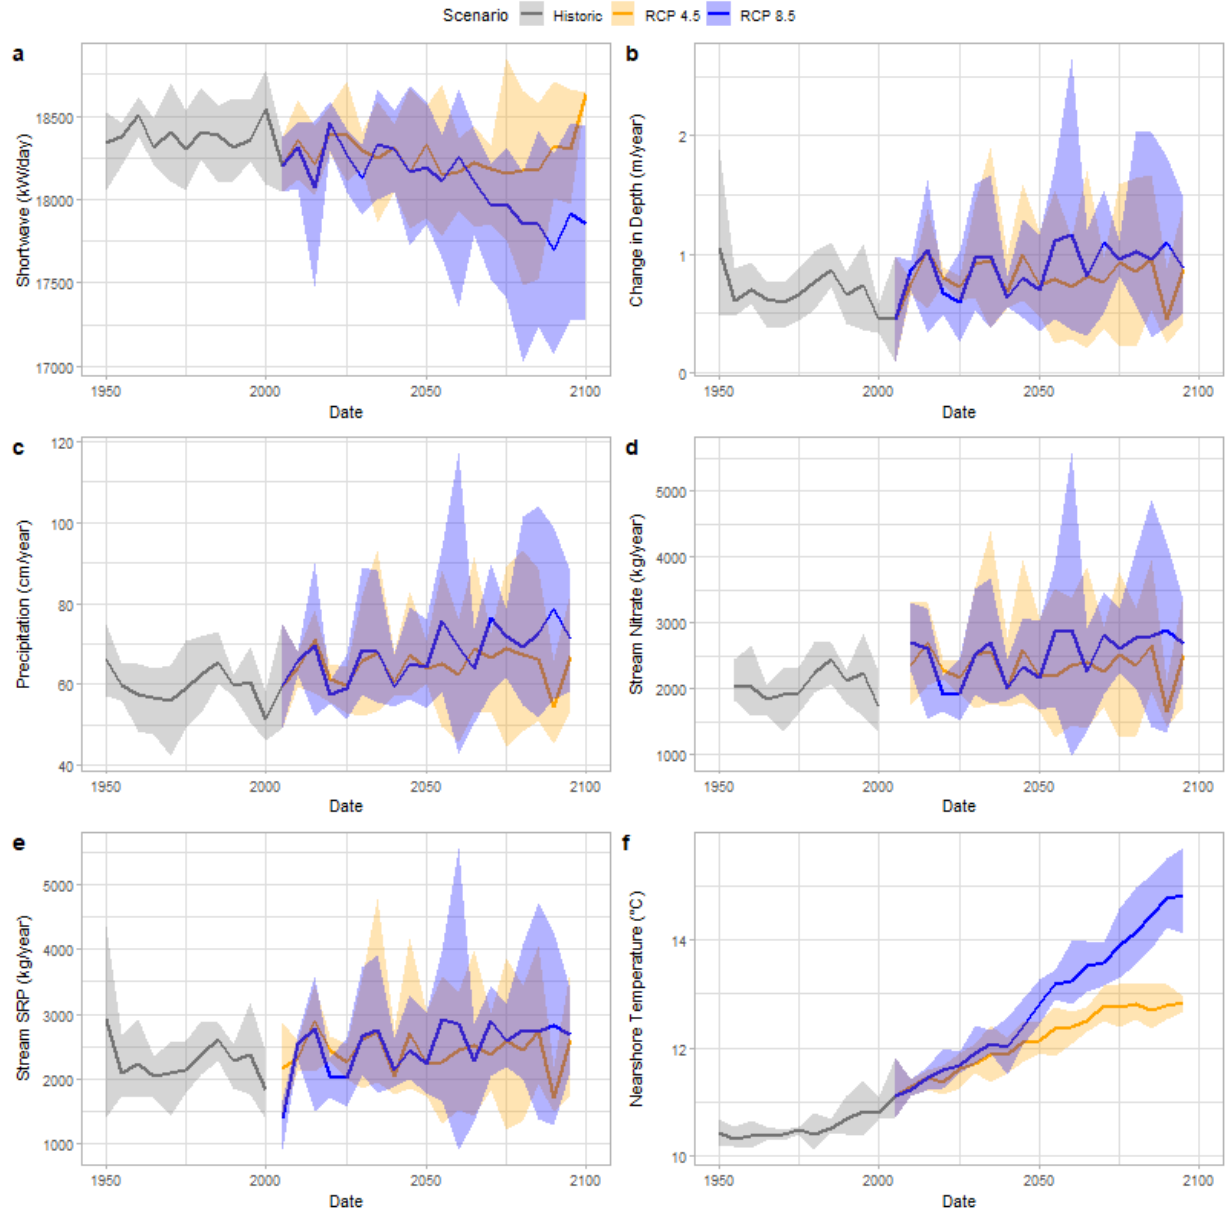 Scenario Historic RCP 4.5 RCP 8.5
a
Shortwave (kW/day)
18500
18000
17500
17000
1950 2000 2050 2100
Date
b
Change in Depth (m/year)
2
1
0
1950 2000 2050 2100
Date
c
Precipitation (cm/year)
120
100
80
60
40
1950 2000 2050 2100
Date
d
Stream Nitrate (kg/year)
5000
4000
3000
2000
1000
1950 2000 2050 2100
Date
e
Stream SRP (kg/year)
5000
4000
3000
2000
1000
1950 2000 2050 2100
Date
f
Nearshore Temperature (°C)
14
12
10
1950 2000 2050 2100
Date